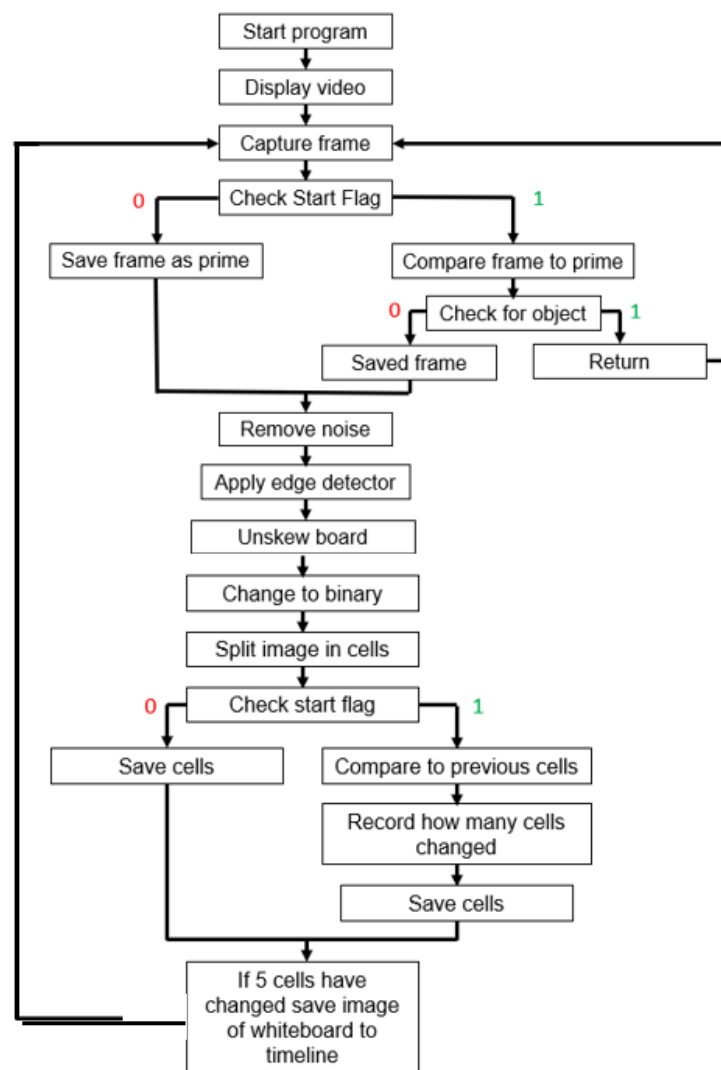 Start program
Display video
Capture frame
Check Start Flag
0
1
Save frame as prime
Compare frame to prime
0
Check for object
1
Saved frame
Return
Remove noise
Apply edge detector
Unskew board
Change to binary
Split image in cells
0
Check start flag
1
Save cells
Compare to previous cells
Record how many cells
changed
Save cells
If 5 cells have
changed save image
of whiteboard to
timeline